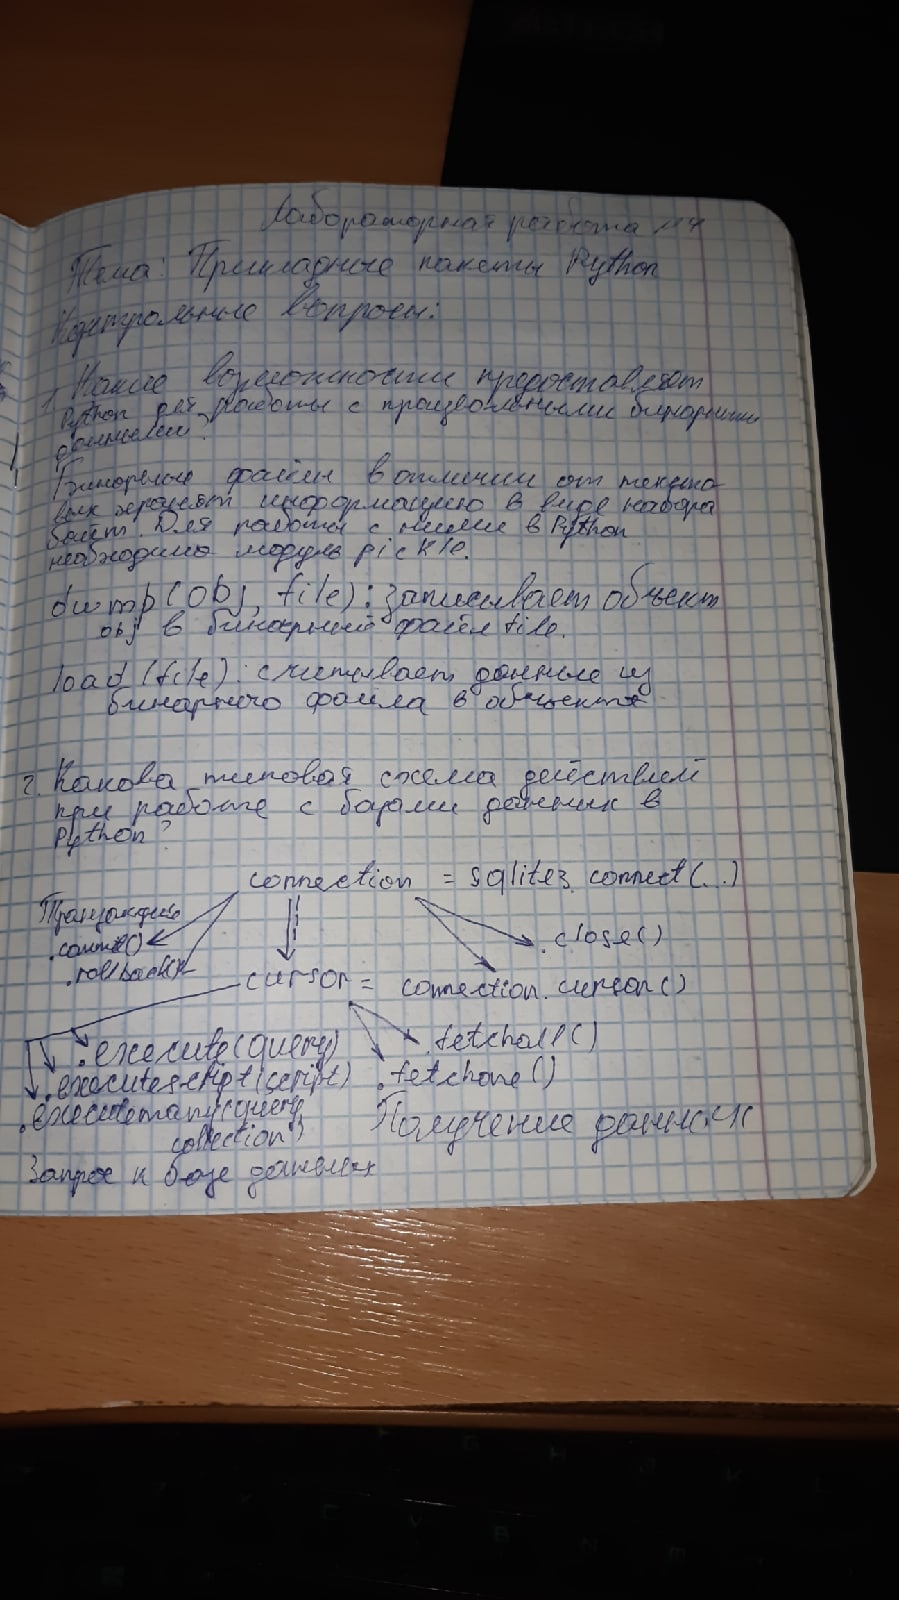 Лабораторная работа №4
Тема: Прикладные пакеты Python
Контрольные вопросы:
1. Какие возможности предоставляет
Python для работы с произвольными бинарными
данными?
Бинарные файлы в отличии от тексто-
вых хранят информацию в виде набора
байт. Для работы с ними в Python
необходимо модуль pickle.
dump(obj, file): записывает объект
obj в бинарный файл file.
load(file): считывает данные из
бинарного файла в объекте
2. Какова типовая схема действий
при работе с базами данных в
Python?
connection = sqlite3.connect(...)
Транзакции
.commit()
.rollback()
.close()
cursor = connection.cursor()
.execute(query)
.fetchall()
.executescript(script)
.fetchone()
.executemany(query
collection)
Получение данных
Запрос к базе данных